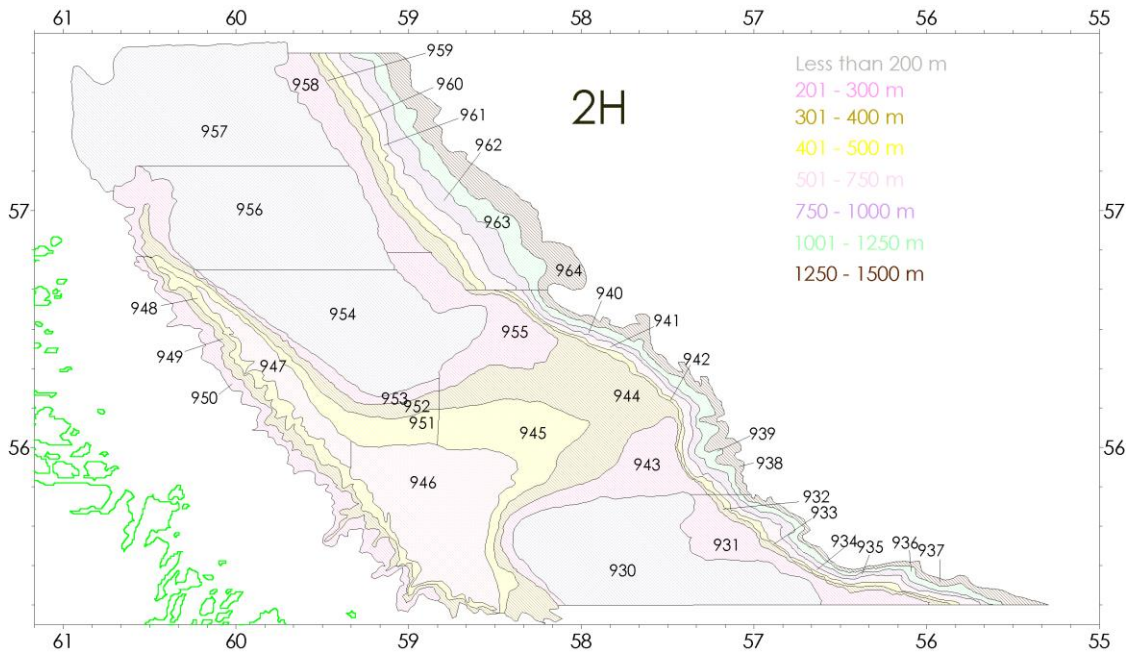 61 60 59 58 57 56 55
959
958
960
961
962
957
2H
Less than 200 m
201 - 300 m
301 - 400 m
401 - 500 m
501 - 750 m
750 - 1000 m
1001 - 1250 m
1250 - 1500 m
57 956 963 57
964
948 954 940
955 941
949 947 942
950 953 952 944
951
945 939
56 943 938 56
946 932
933
931 934 935 936 937
930
61 60 59 58 57 56 55